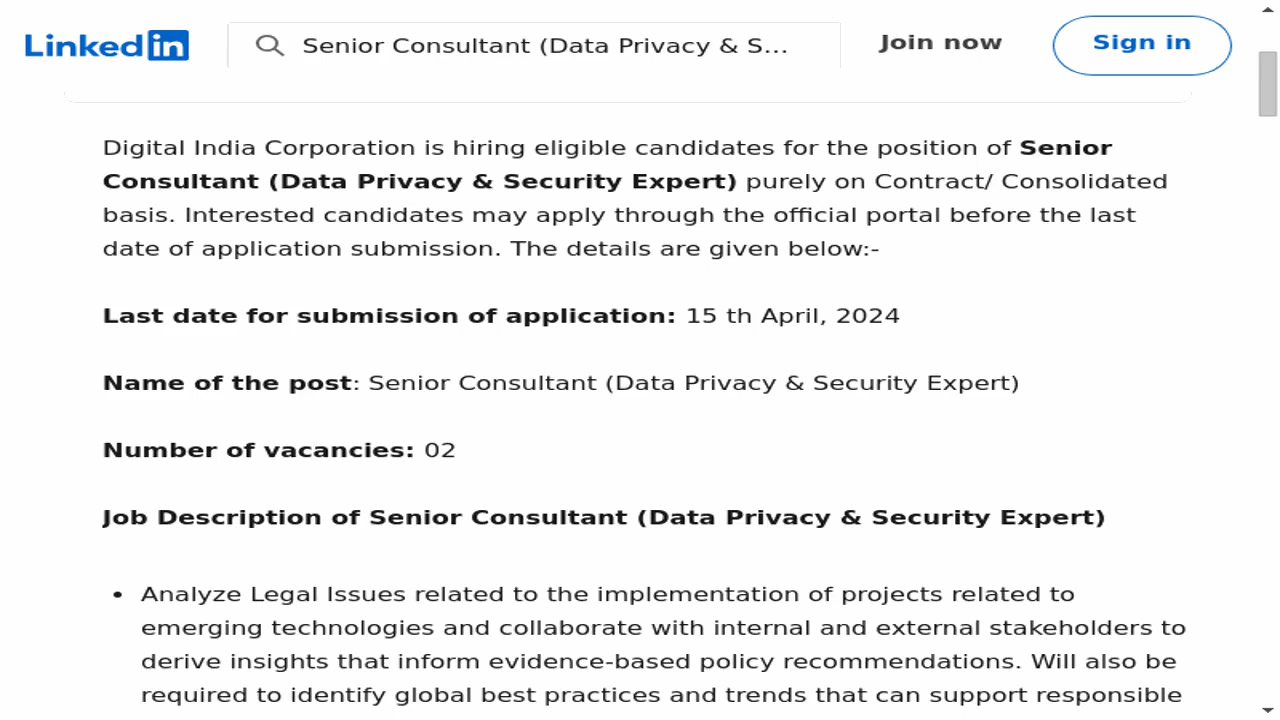 Linked in
Senior Consultant (Data Privacy & S...
Join now
Sign in
Digital India Corporation is hiring eligible candidates for the position of Senior
Consultant (Data Privacy & Security Expert) purely on Contract/ Consolidated
basis. Interested candidates may apply through the official portal before the last
date of application submission. The details are given below:-
Last date for submission of application: 15 th April, 2024
Name of the post: Senior Consultant (Data Privacy & Security Expert)
Number of vacancies: 02
Job Description of Senior Consultant (Data Privacy & Security Expert)
• Analyze Legal Issues related to the implementation of projects related to
emerging technologies and collaborate with internal and external stakeholders to
derive insights that inform evidence-based policy recommendations. Will also be
required to identify global best practices and trends that can support responsible